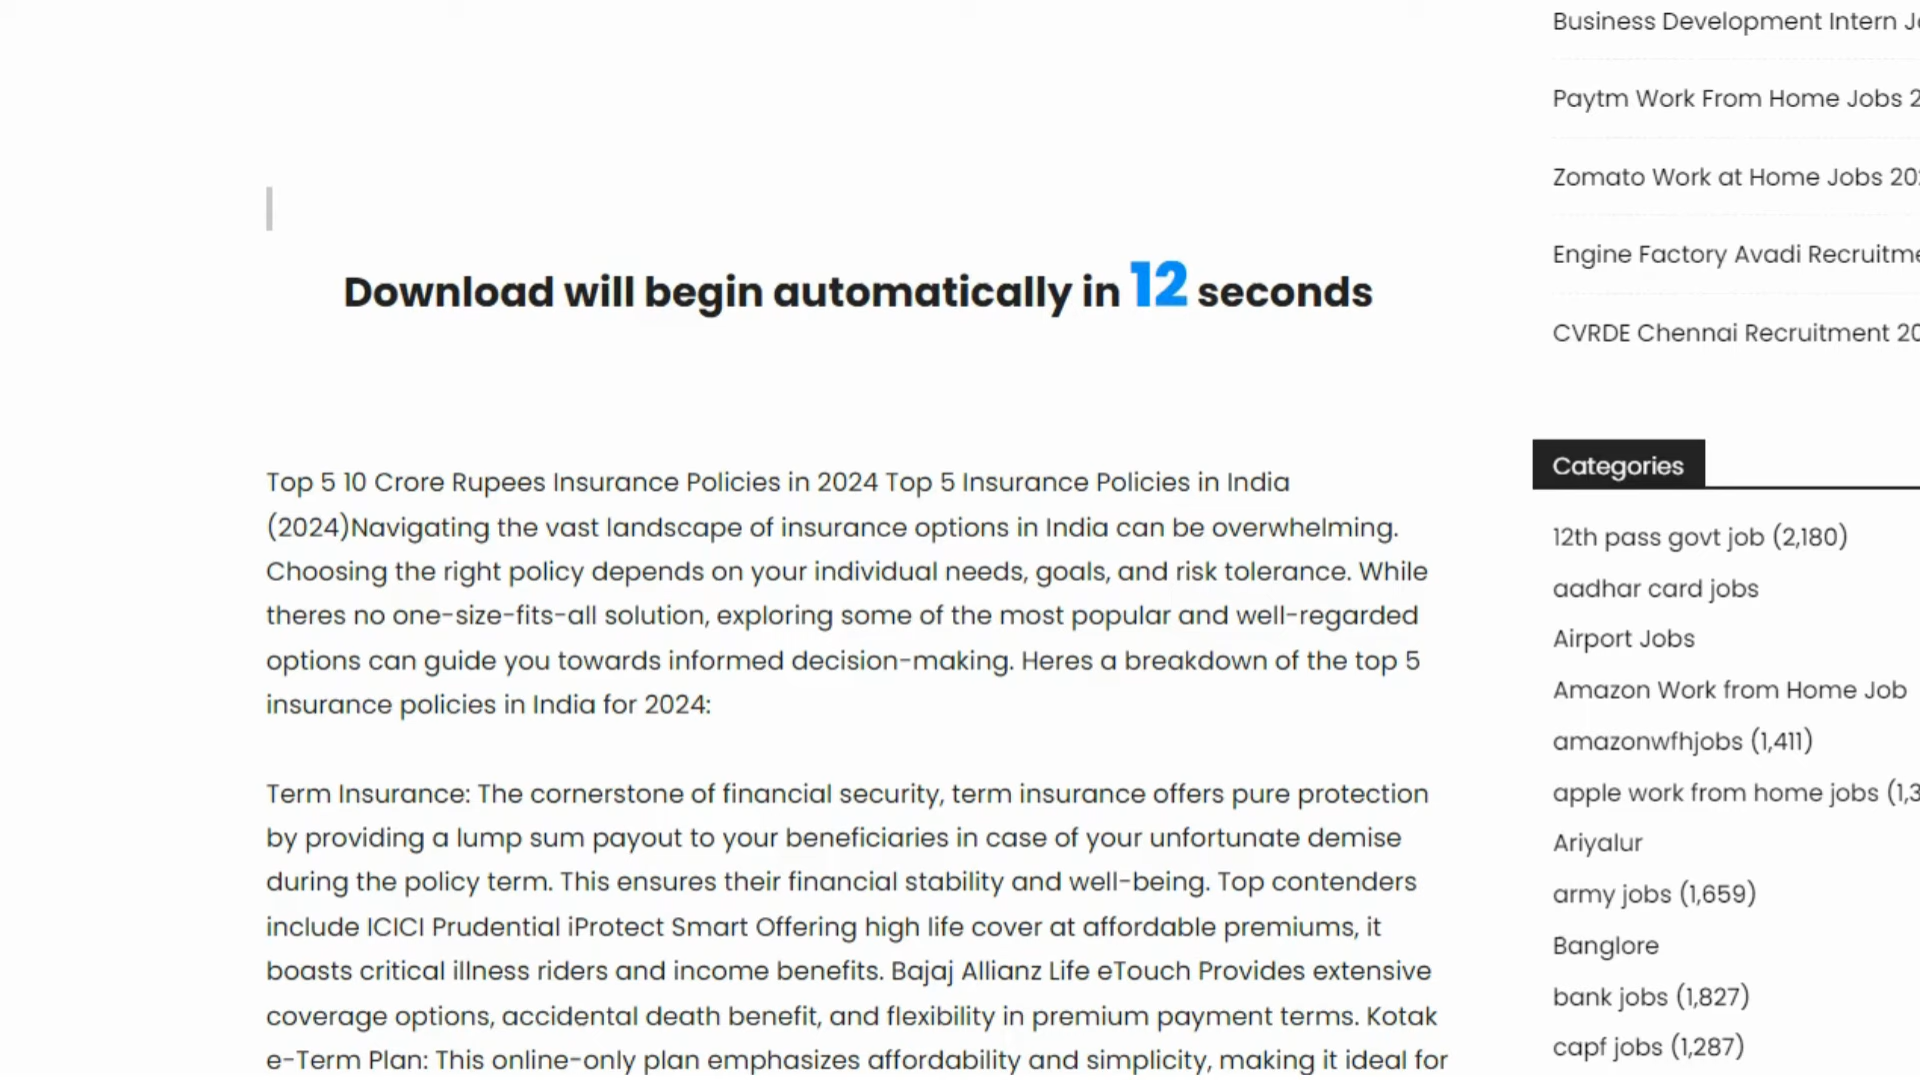 Download will begin automatically in 12 seconds
Top 5 10 Crore Rupees Insurance Policies in 2024 Top 5 Insurance Policies in India
(2024)Navigating the vast landscape of insurance options in India can be overwhelming.
Choosing the right policy depends on your individual needs, goals, and risk tolerance. While
theres no one-size-fits-all solution, exploring some of the most popular and well-regarded
options can guide you towards informed decision-making. Heres a breakdown of the top 5
insurance policies in India for 2024:
Term Insurance: The cornerstone of financial security, term insurance offers pure protection
by providing a lump sum payout to your beneficiaries in case of your unfortunate demise
during the policy term. This ensures their financial stability and well-being. Top contenders
include ICICI Prudential iProtect Smart Offering high life cover at affordable premiums, it
boasts critical illness riders and income benefits. Bajaj Allianz Life eTouch Provides extensive
coverage options, accidental death benefit, and flexibility in premium payment terms. Kotak
e-Term Plan: This online-only plan emphasizes affordability and simplicity, making it ideal for
Business Development Intern
Paytm Work From Home Jobs
Zomato Work at Home Jobs
Engine Factory Avadi
CVRDE Chennai Recruitment
Categories
12th pass govt job (2,180)
aadhar card jobs
Airport Jobs
Amazon Work from Home Job
amazonwfhjobs (1,411)
apple work from home jobs
Ariyalur
army jobs (1,659)
Banglore
bank jobs (1,827)
capf jobs (1,287)